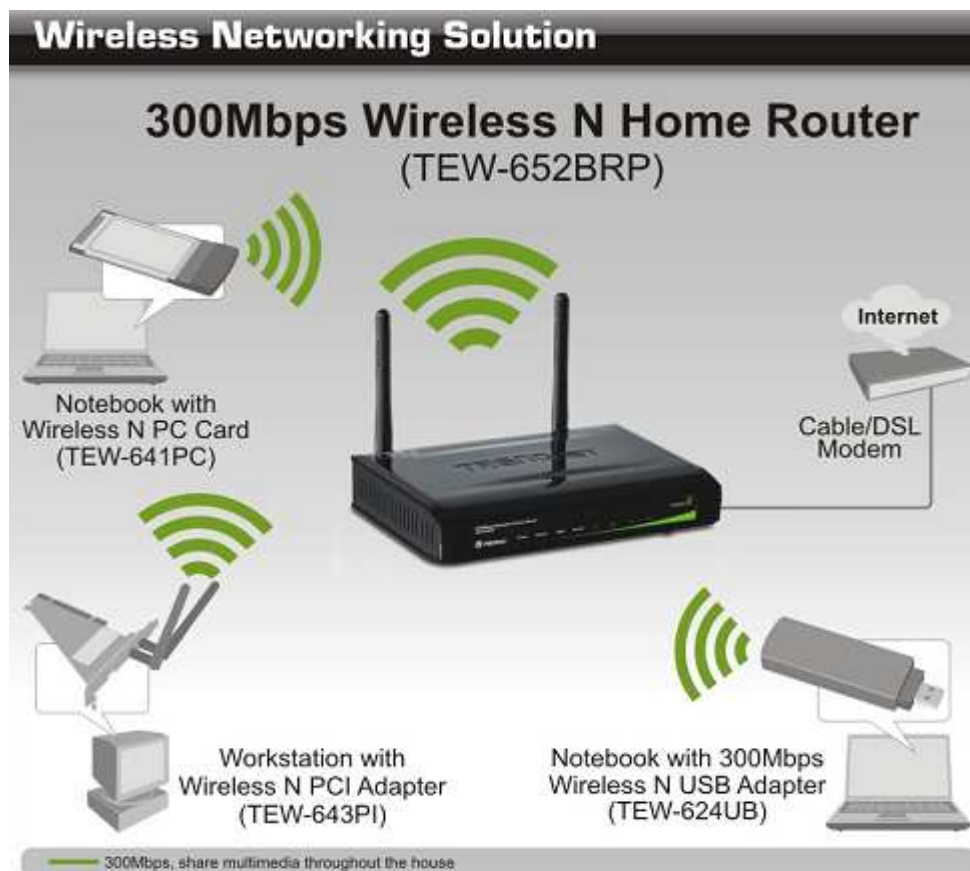 Wireless Networking Solution
300Mbps Wireless N Home Router
(TEW-652BRP)
Internet
Notebook with
Wireless N PC Card
(TEW-641PC)
Cable/DSL
Modem
TRENDNET
Workstation with
Wireless N PCI Adapter
(TEW-643PI)
Notebook with 300Mbps
Wireless N USB Adapter
(TEW-624UB)
300Mbps, share multimedia throughout the house